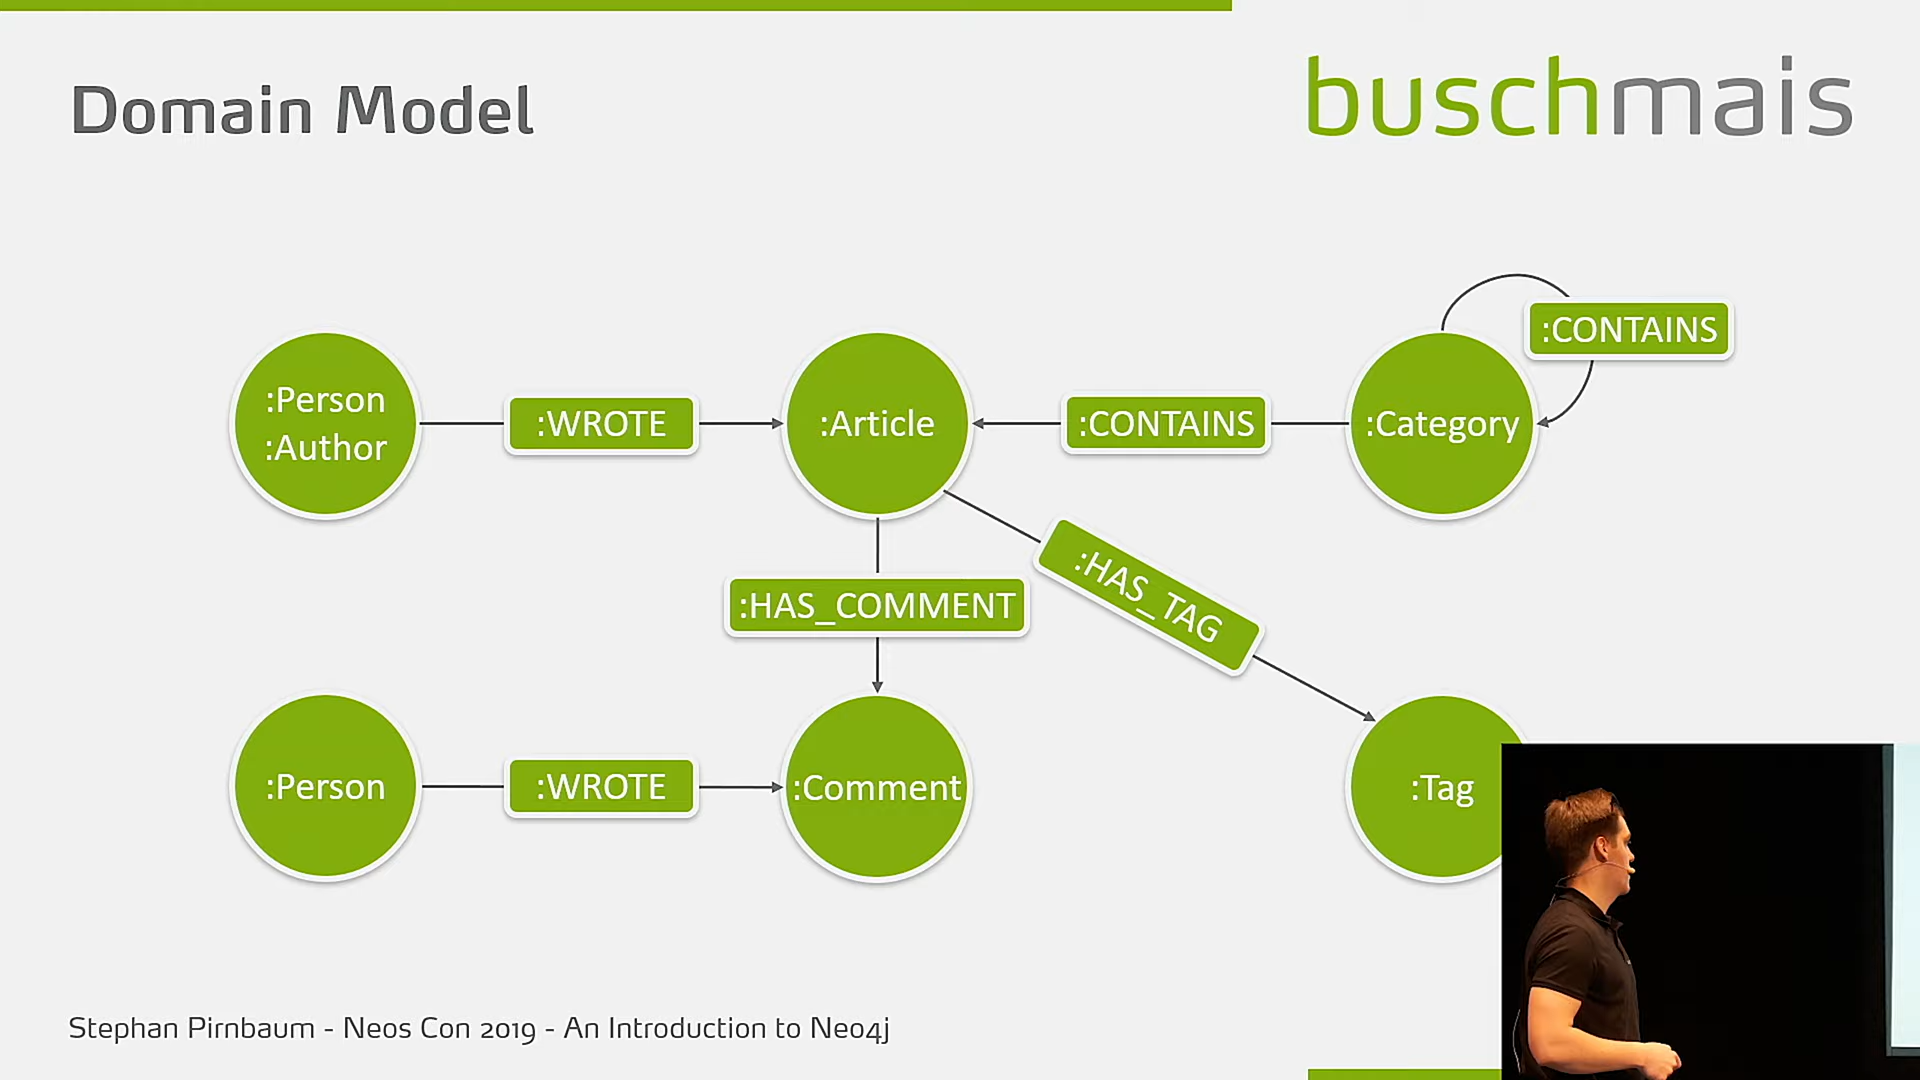 Domain Model
buschmais
:CONTAINS
:Person
:Author
:WROTE
:Article
:CONTAINS
:Category
:HAS_COMMENT
:HAS_TAG
:Person
:WROTE
:Comment
:Tag
Stephan Pirnbaum - Neos Con 2019 - An Introduction to Neo4j